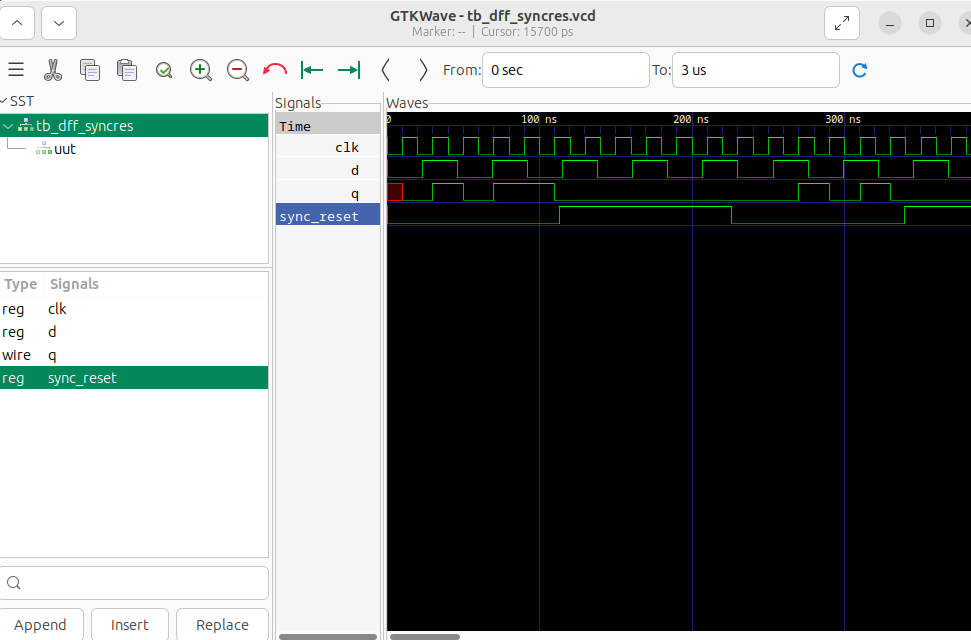 GTKWave - tb_dff_syncres.vcd
Marker: -- | Cursor: 15700 ps
From: 0 sec To: 3 us
SST
tb_dff_syncres
uut
Type Signals
reg clk
reg d
wire q
reg sync_reset
Append Insert Replace
Signals
Time
clk
d
q
sync_reset
Waves
0 100 ns 200 ns 300 ns